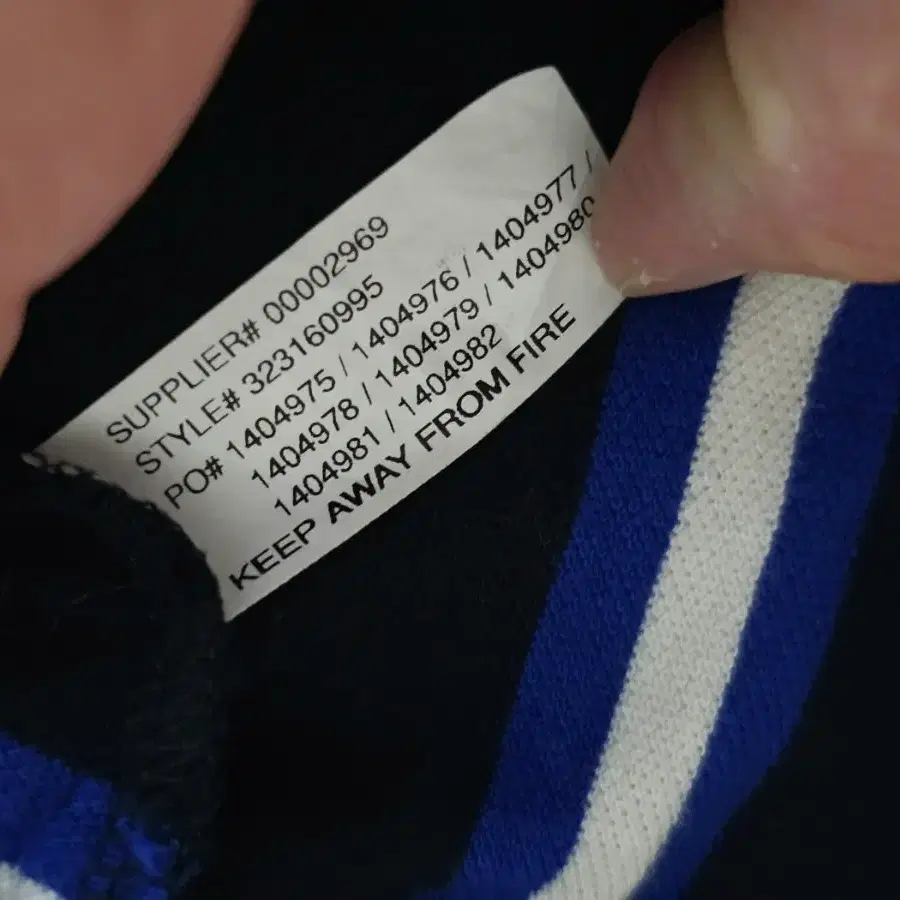 SUPPLIER# 00002969
STYLE# 323160995
PO# 1404975 / 1404976 / 1404977 /
1404978 / 1404979 / 1404980
1404981 / 1404982
KEEP AWAY FROM FIRE